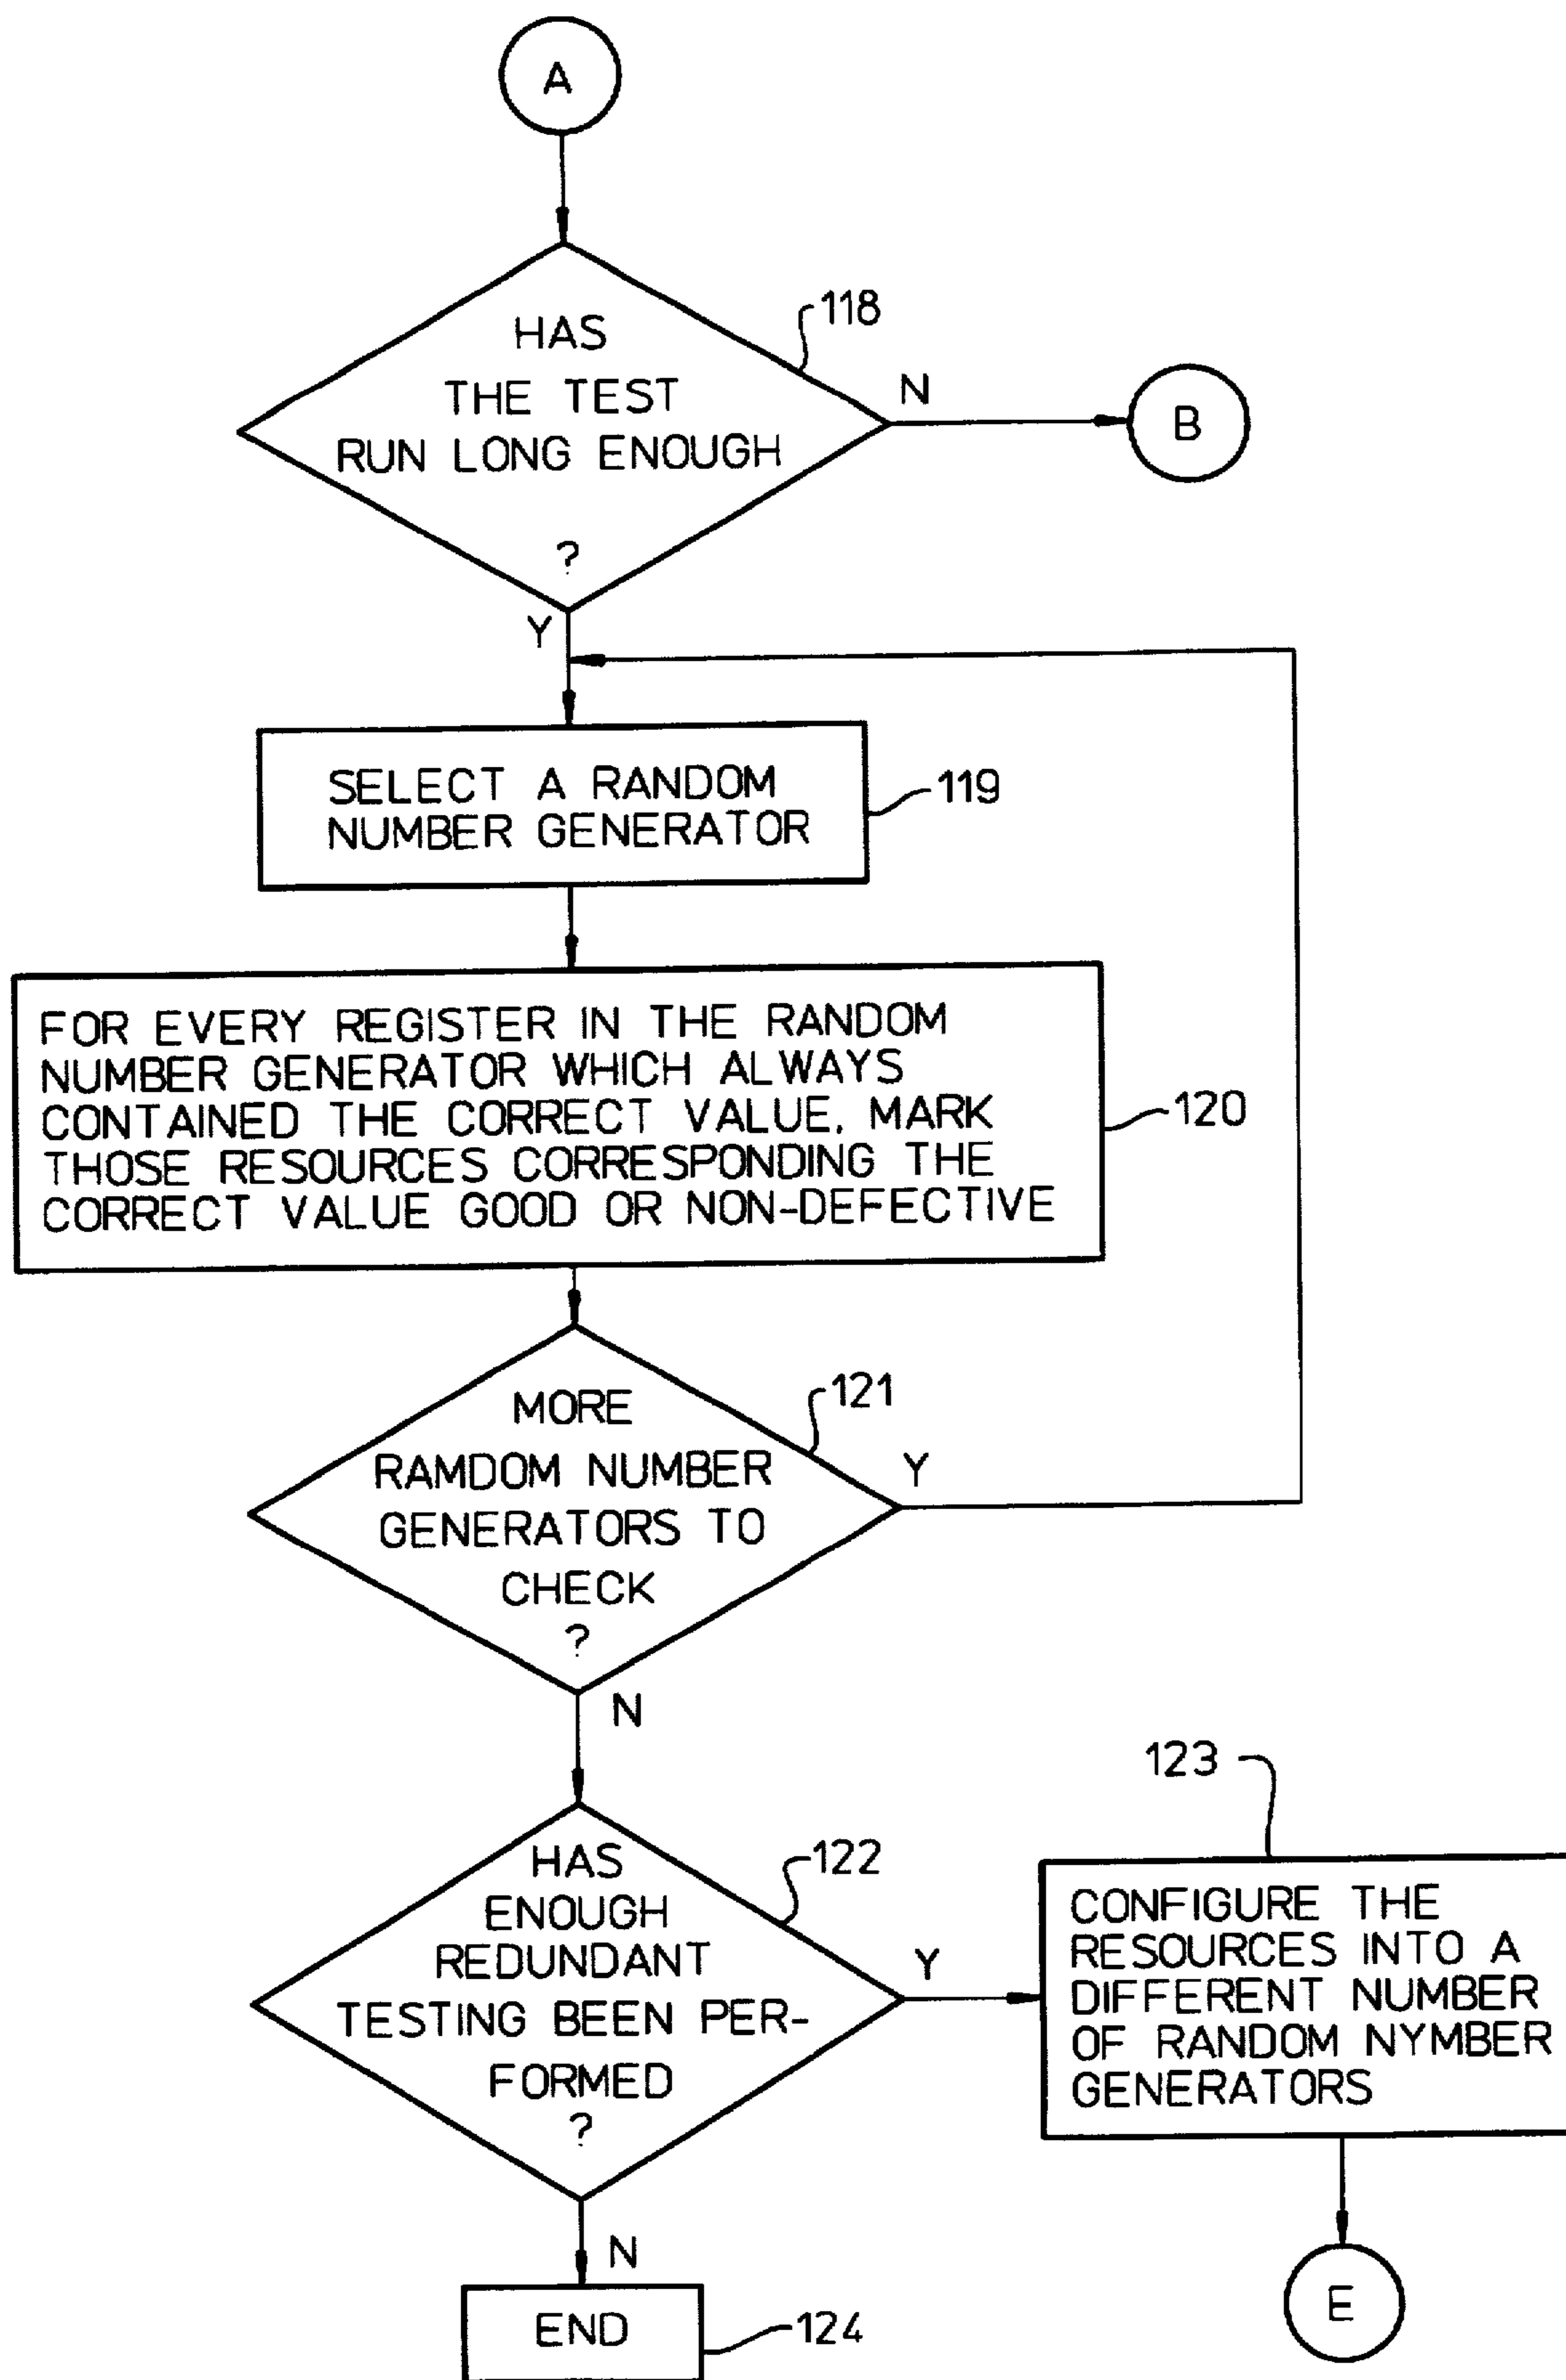 A
118
HAS
THE TEST
RUN LONG ENOUGH
?
N
B
Y
SELECT A RANDOM
NUMBER GENERATOR
119
FOR EVERY REGISTER IN THE RANDOM
NUMBER GENERATOR WHICH ALWAYS
CONTAINED THE CORRECT VALUE, MARK
THOSE RESOURCES CORRESPONDING THE
CORRECT VALUE GOOD OR NON-DEFECTIVE
120
121
MORE
RAMDOM NUMBER
GENERATORS TO
CHECK
?
Y
N
122
HAS
ENOUGH
REDUNDANT
TESTING BEEN PER-
FORMED
?
Y
123
CONFIGURE THE
RESOURCES INTO A
DIFFERENT NUMBER
OF RANDOM NYMBER
GENERATORS
N
E
END
124